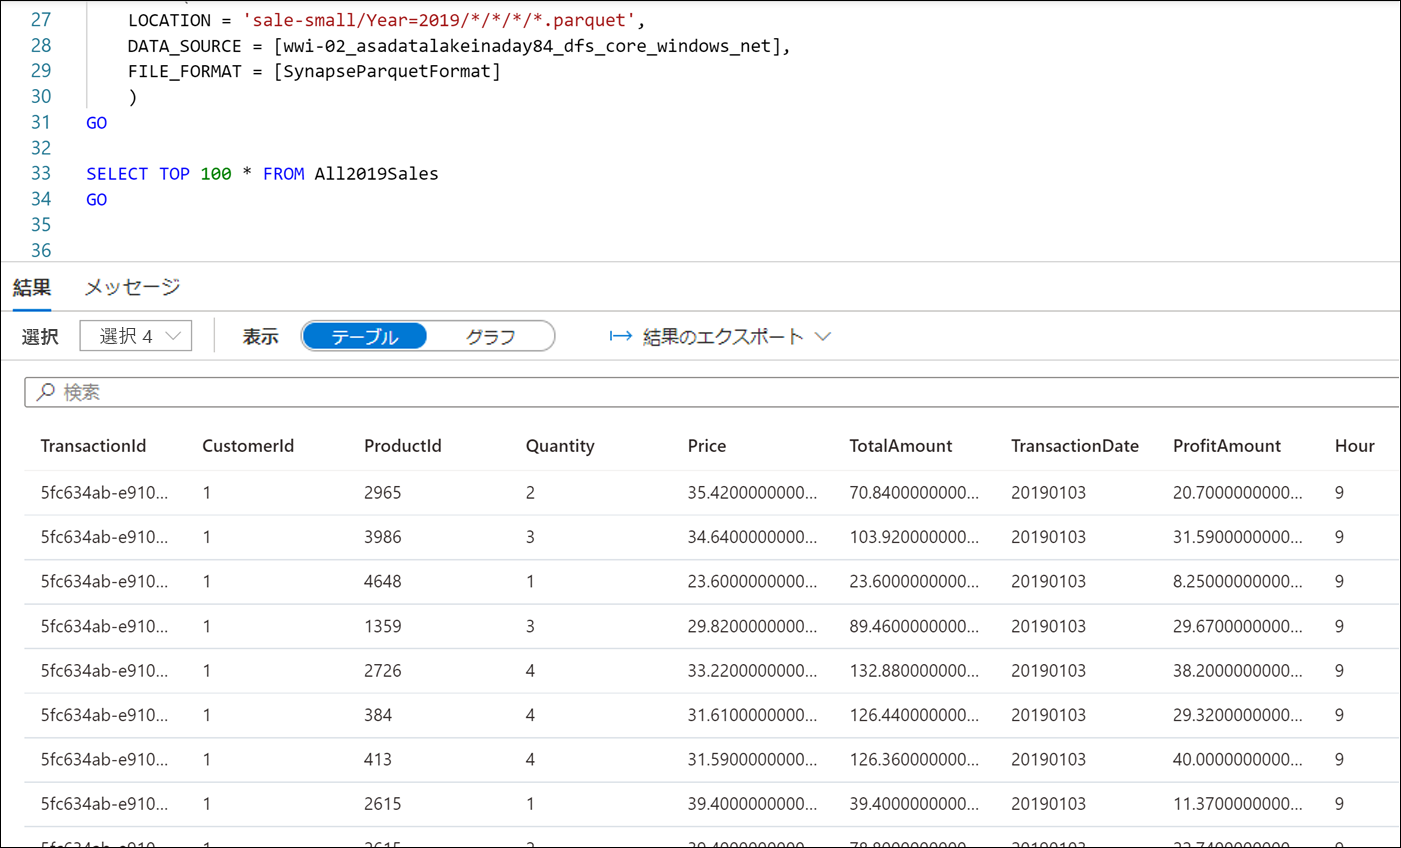 27 LOCATION = 'sale-small/Year=2019/*/*/*/*.parquet',
28 DATA_SOURCE = [wwi-02_asadatalakeinaday84_dfs_core_windows_net],
29 FILE_FORMAT = [SynapseParquetFormat]
30 )
31 GO
32
33 SELECT TOP 100 * FROM All2019Sales
34 GO
35
36
結果 メッセージ
選択 選択 4 表示 テーブル グラフ 結果のエクスポート
検索
TransactionId CustomerId ProductId Quantity Price TotalAmount TransactionDate ProfitAmount Hour
5fc634ab-e910... 1 2965 2 35.4200000000... 70.8400000000... 20190103 20.7000000000... 9
5fc634ab-e910... 1 3986 3 34.6400000000... 103.920000000... 20190103 31.5900000000... 9
5fc634ab-e910... 1 4648 1 23.6000000000... 23.6000000000... 20190103 8.25000000000... 9
5fc634ab-e910... 1 1359 3 29.8200000000... 89.4600000000... 20190103 29.6700000000... 9
5fc634ab-e910... 1 2726 4 33.2200000000... 132.880000000... 20190103 38.2000000000... 9
5fc634ab-e910... 1 384 4 31.6100000000... 126.440000000... 20190103 29.3200000000... 9
5fc634ab-e910... 1 413 4 31.5900000000... 126.360000000... 20190103 40.0000000000... 9
5fc634ab-e910... 1 2615 1 39.4000000000... 39.4000000000... 20190103 11.3700000000... 9